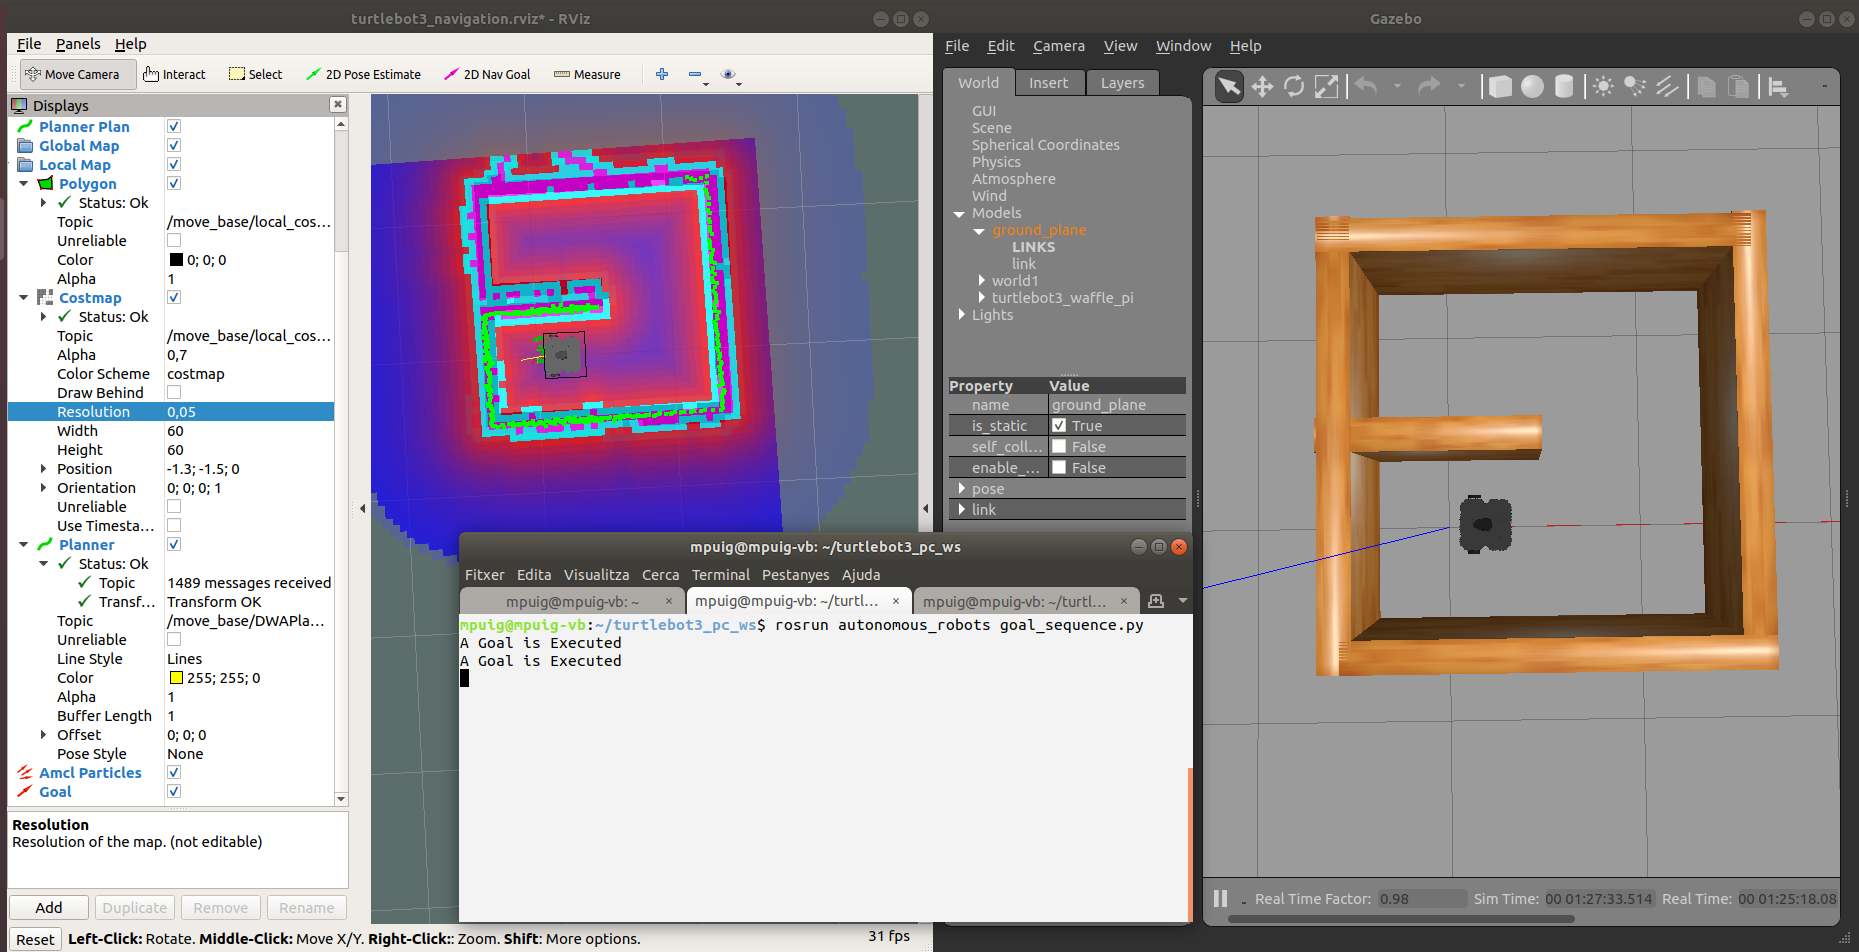 turtlebot3_navigation.rviz* - RViz
File Panels Help
Move Camera Interact Select 2D Pose Estimate 2D Nav Goal Measure
Displays
Planner Plan
Global Map
Local Map
Polygon
Status: Ok
Topic /move_base/local_cos...
Unreliable
Color 0; 0; 0
Alpha 1
Costmap
Status: Ok
Topic /move_base/local_cos...
Alpha 0,7
Color Scheme costmap
Draw Behind
Resolution 0,05
Width 60
Height 60
Position -1.3; -1.5; 0
Orientation 0; 0; 0; 1
Unreliable
Use Timesta...
Planner
Status: Ok
Topic 1489 messages received
Transf... Transform OK
Topic /move_base/DWAPla...
Unreliable
Line Style Lines
Color 255; 255; 0
Alpha 1
Buffer Length 1
Offset 0; 0; 0
Pose Style None
Amcl Particles
Goal
Resolution
Resolution of the map. (not editable)
Add Duplicate Remove Rename
Reset Left-Click: Rotate. Middle-Click: Move X/Y. Right-Click:: Zoom. Shift: More options. 31 fps
mpuig@mpuig-vb: ~/turtlebot3_pc_ws
Fitxer Edita Visualitza Cerca Terminal Pestanyes Ajuda
mpuig@mpuig-vb: ~ mpuig@mpuig-vb: ~/turtl... mpuig@mpuig-vb: ~/turtl...
mpuig@mpuig-vb:~/turtlebot3_pc_ws$ rosrun autonomous_robots goal_sequence.py
A Goal is Executed
A Goal is Executed
Gazebo
File Edit Camera View Window Help
World Insert Layers
GUI
Scene
Spherical Coordinates
Physics
Atmosphere
Wind
Models
ground_plane
LINKS
link
world1
turtlebot3_waffle_pi
Lights
Property Value
name ground_plane
is_static True
self_coll... False
enable_... False
pose
link
Real Time Factor: 0.98 Sim Time: 00 01:27:33.514 Real Time: 00 01:25:18.08